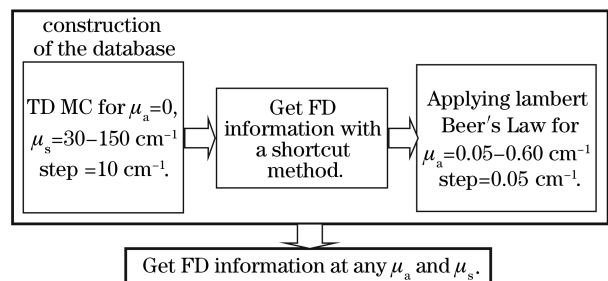 construction
of the database
TD MC for μa=0,
μs=30–150 cm⁻¹
step =10 cm⁻¹.
Get FD
information with
a shortcut
method.
Applying lambert
Beer's Law for
μa=0.05–0.60 cm⁻¹
step=0.05 cm⁻¹.
Get FD information at any μa and μs.